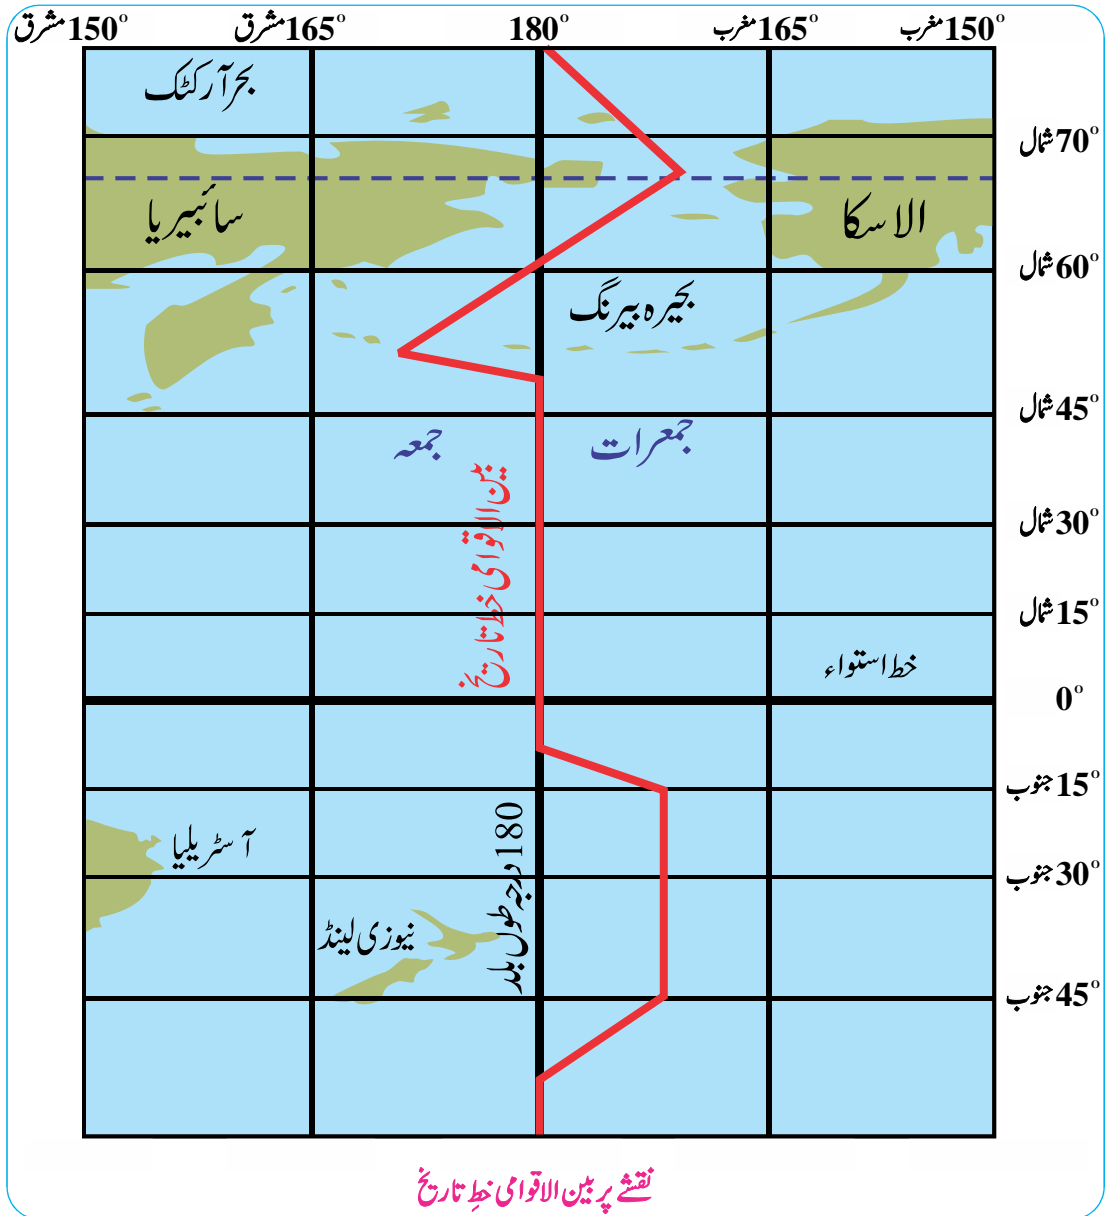 150° مشرق
165° مشرق
180°
165° مغرب
150° مغرب
بحر آرکٹک
70° شمال
سائبیریا
الاسکا
60° شمال
بحیرہ بیرنگ
45° شمال
جمعہ
جمعرات
بین الاقوامی خط تاریخ
30° شمال
15° شمال
خط استواء
0°
15° جنوب
180 درجہ طول بلد
آسٹریلیا
30° جنوب
نیوزی لینڈ
45° جنوب
نقشے پر بین الاقوامی خطِ تاریخ